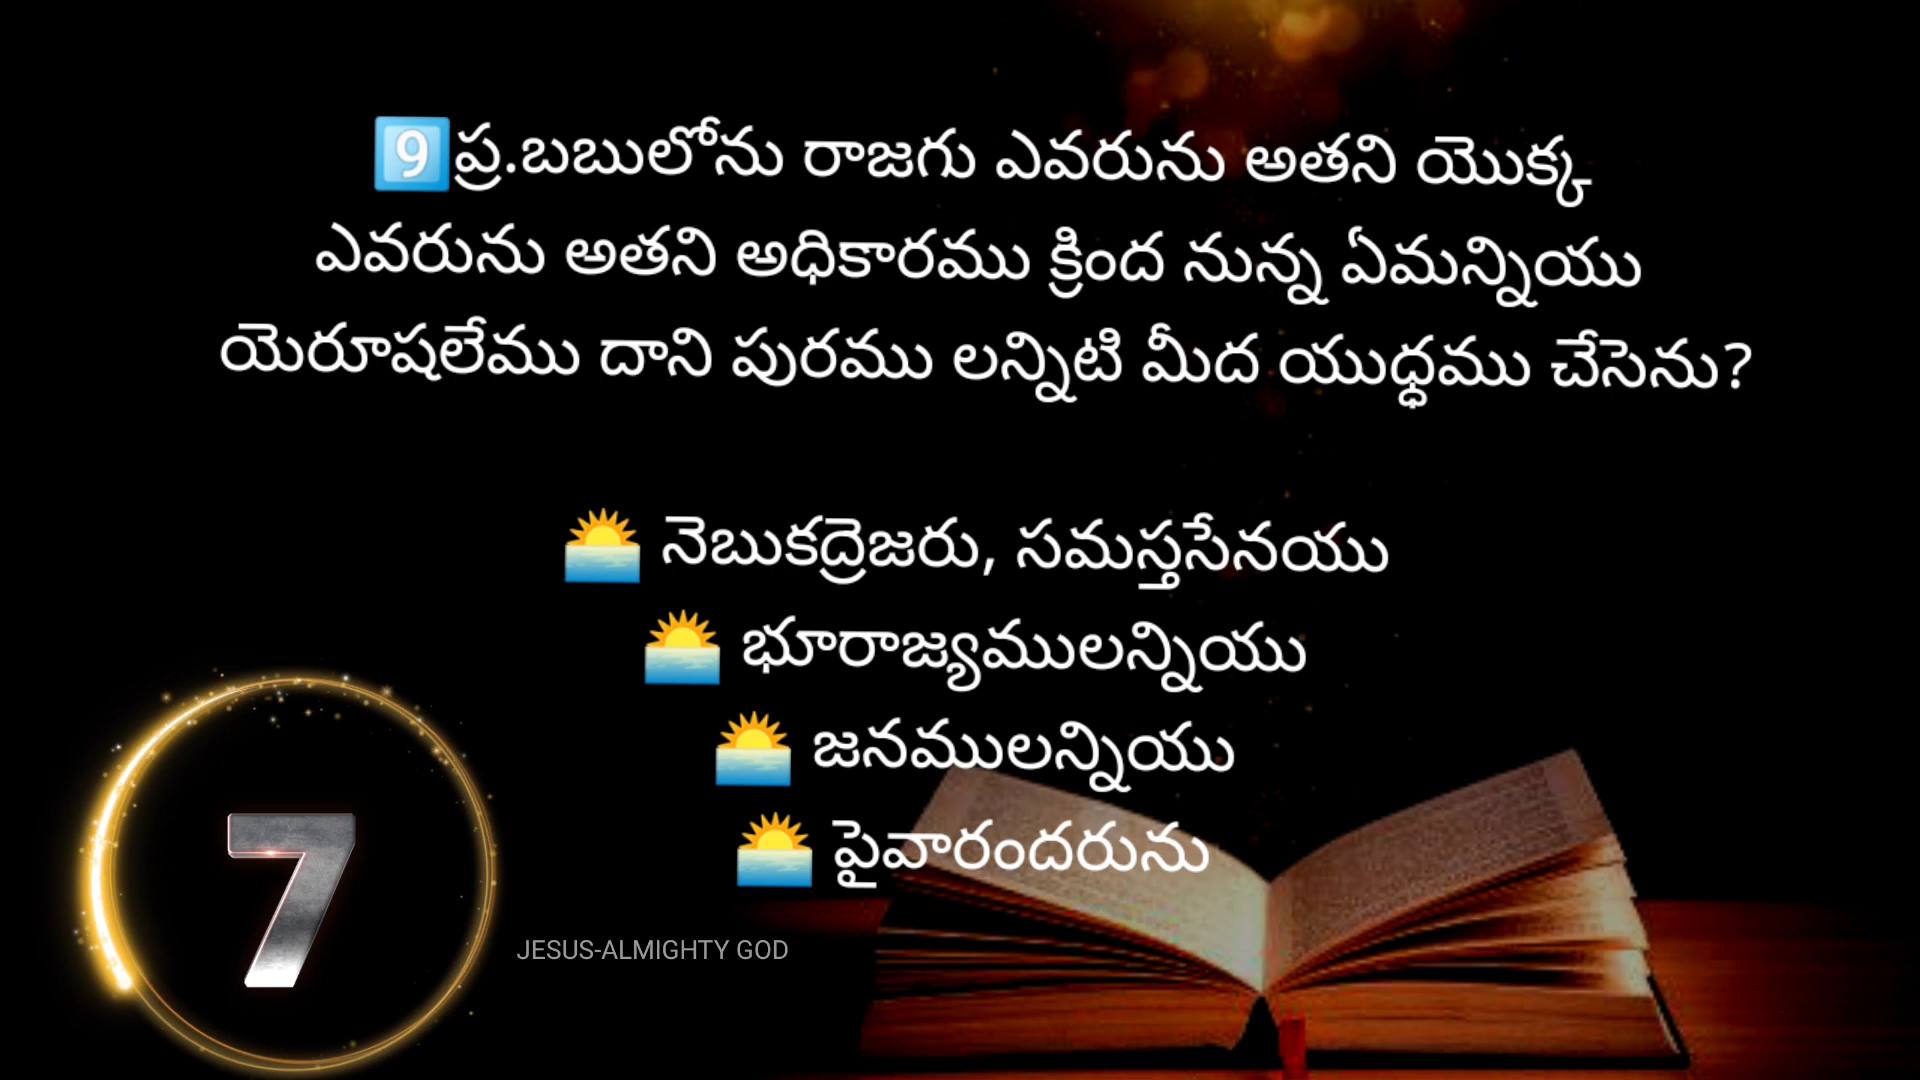 9️⃣ప్ర.బబులోను రాజగు ఎవరును అతని యొక్క
ఎవరును అతని అధికారము క్రింద నున్న ఏమన్నియు
యెరూషలేము దాని పురము లన్నిటి మీద యుధ్ధము చేసెను?
🌅 నెబుకద్రెజరు, సమస్తసేనయు
🌅 భూరాజ్యములన్నియు
🌅 జనములన్నియు
🌅 పైవారందరును
7
JESUS-ALMIGHTY GOD